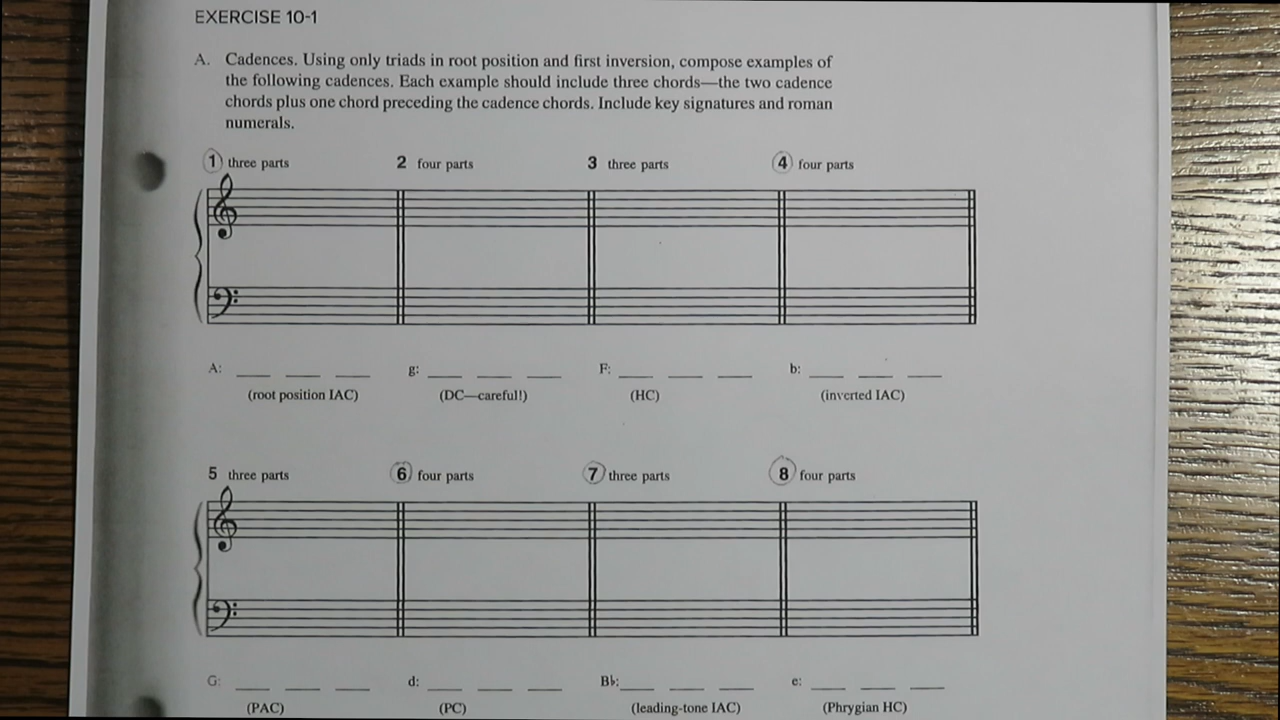 EXERCISE 10-1
A. Cadences. Using only triads in root position and first inversion, compose examples of
the following cadences. Each example should include three chords—the two cadence
chords plus one chord preceding the cadence chords. Include key signatures and roman
numerals.
1 three parts 2 four parts 3 three parts 4 four parts
A: ___ ___ ___ g: ___ ___ ___ F: ___ ___ ___ b: ___ ___ ___
(root position IAC) (DC—careful!) (HC) (inverted IAC)
5 three parts 6 four parts 7 three parts 8 four parts
G: ___ ___ ___ d: ___ ___ ___ B♭: ___ ___ ___ e: ___ ___ ___
(PAC) (PC) (leading-tone IAC) (Phrygian HC)